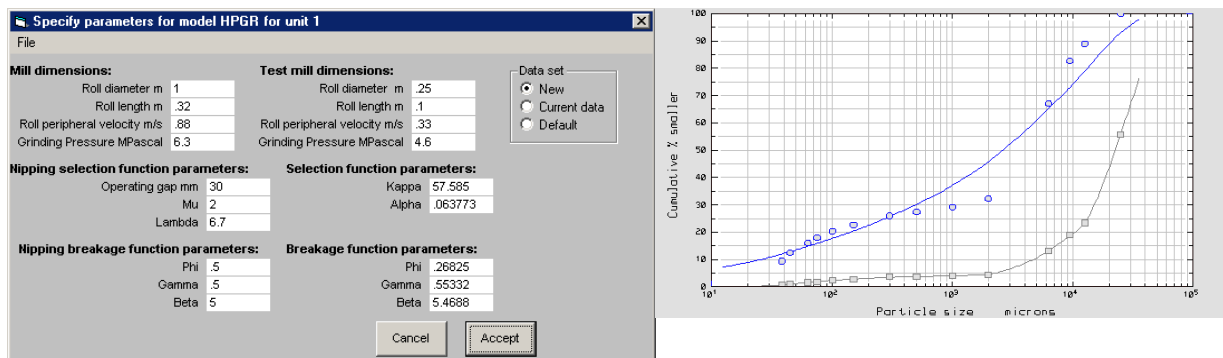 Specify parameters for model HPGR for unit 1
File
Mill dimensions:
Roll diameter m 1
Roll length m .32
Roll peripheral velocity m/s .88
Grinding Pressure MPascal 6.3
Test mill dimensions:
Roll diameter m .25
Roll length m .1
Roll peripheral velocity m/s .33
Grinding Pressure MPascal 4.6
Data set
New
Current data
Default
Nipping selection function parameters:
Operating gap mm 30
Mu 2
Lambda 6.7
Selection function parameters:
Kappa 57.585
Alpha .063773
Nipping breakage function parameters:
Phi .5
Gamma .5
Beta 5
Breakage function parameters:
Phi .26825
Gamma .55332
Beta 5.4688
Cancel
Accept
Cumulative % smaller
100
90
80
70
60
50
40
30
20
10
0
10¹ 10² 10³ 10⁴ 10⁵
Particle size microns